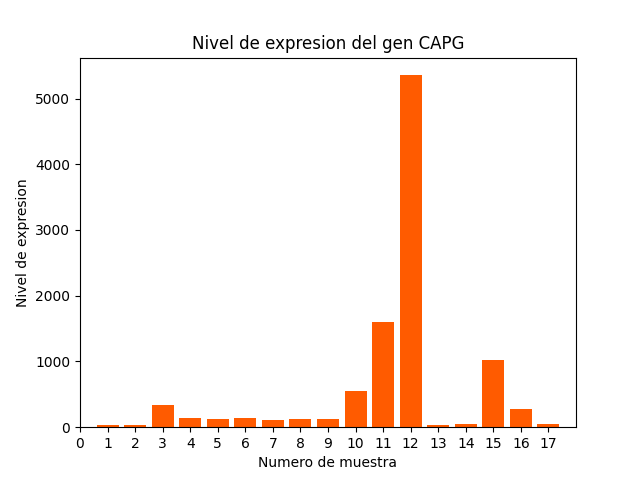 Nivel de expresion del gen CAPG
Nivel de expresion
5000
4000
3000
2000
1000
0
0 1 2 3 4 5 6 7 8 9 10 11 12 13 14 15 16 17
Numero de muestra